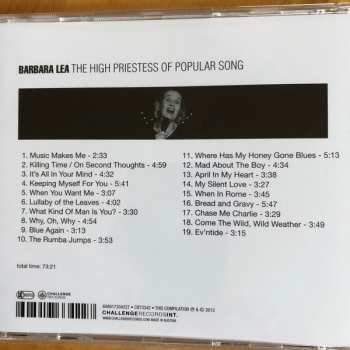 BARBARA LEA THE HIGH PRIESTESS OF POPULAR SONG
1. Music Makes Me - 2:33
2. Killing Time / On Second Thoughts - 4:59
3. It's All In Your Mind - 4:32
4. Keeping Myself For You - 5:41
5. When You Want Me - 3:07
6. Lullaby of the Leaves - 4:02
7. What Kind Of Man Is You? - 3:30
8. Why, Oh, Why - 4:54
9. Blue Again - 3:13
10. The Rumba Jumps - 3:53
11. Where Has My Honey Gone Blues - 5:13
12. Mad About The Boy - 4:34
13. April In My Heart - 3:38
14. My Silent Love - 3:27
15. When in Rome - 3:45
16. Bread and Gravy - 3:52
17. Chase Me Charlie - 3:29
18. Come The Wild, Wild Weather - 3:49
19. Ev'ntide - 3:15
total time: 73:21
CHALLENGE RECORDS
THIS COMPILATION ℗ & © 2013
CHALLENGERECORDSINT.